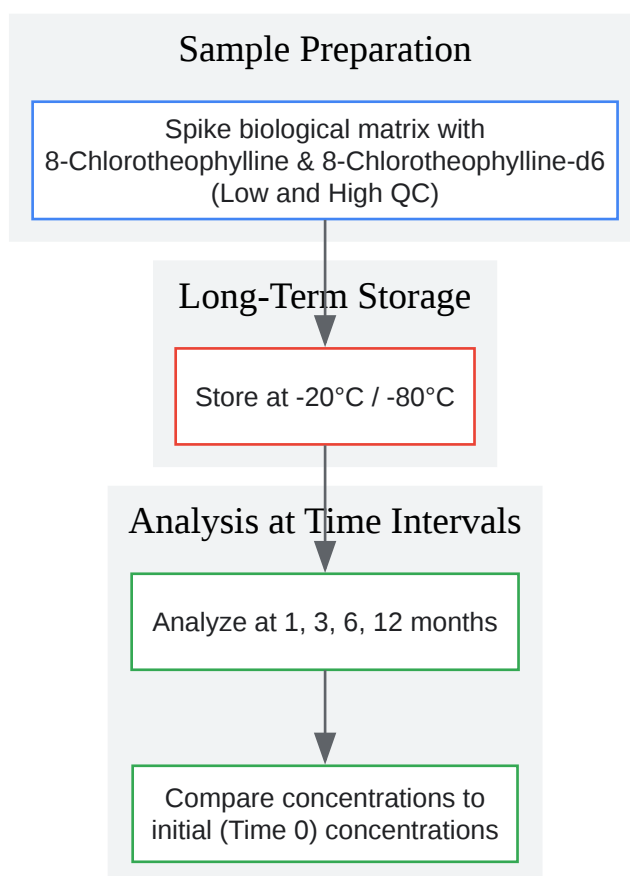 Sample Preparation
Spike biological matrix with
8-Chlorotheophylline & 8-Chlorotheophylline-d6
(Low and High QC)
Long-Term Storage
Store at -20°C / -80°C
Analysis at Time Intervals
Analyze at 1, 3, 6, 12 months
Compare concentrations to
initial (Time 0) concentrations